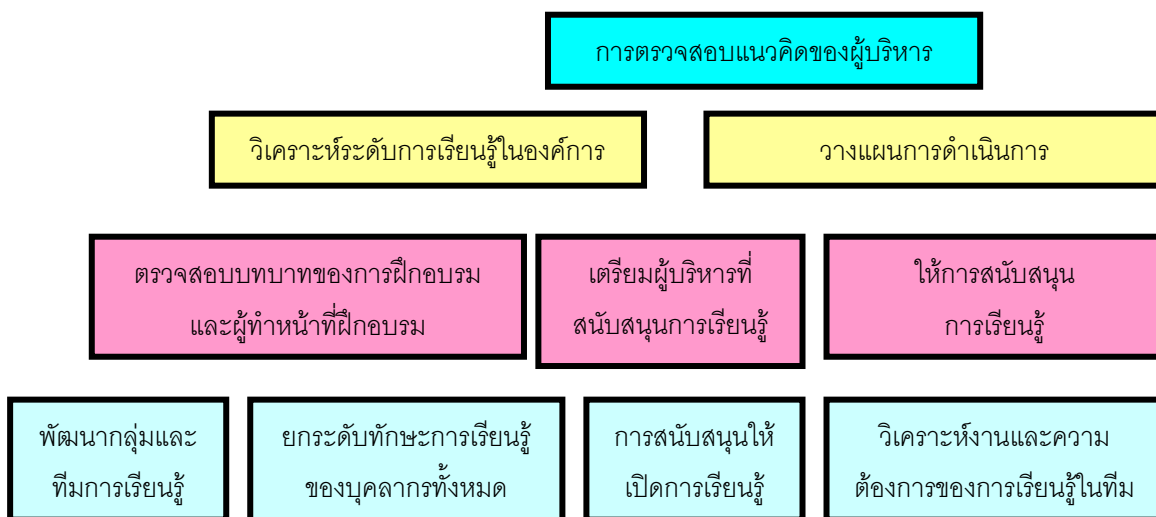 การตรวจสอบแนวคิดของผู้บริหาร
วิเคราะห์ระดับการเรียนรู้ในองค์การ
วางแผนการดำเนินการ
ตรวจสอบบทบาทของการฝึกอบรม
และผู้ทำหน้าที่ฝึกอบรม
เตรียมผู้บริหารที่
สนับสนุนการเรียนรู้
ให้การสนับสนุน
การเรียนรู้
พัฒนากลุ่มและ
ทีมการเรียนรู้
ยกระดับทักษะการเรียนรู้
ของบุคลากรทั้งหมด
การสนับสนุนให้
เปิดการเรียนรู้
วิเคราะห์งานและความ
ต้องการของการเรียนรู้ในทีม